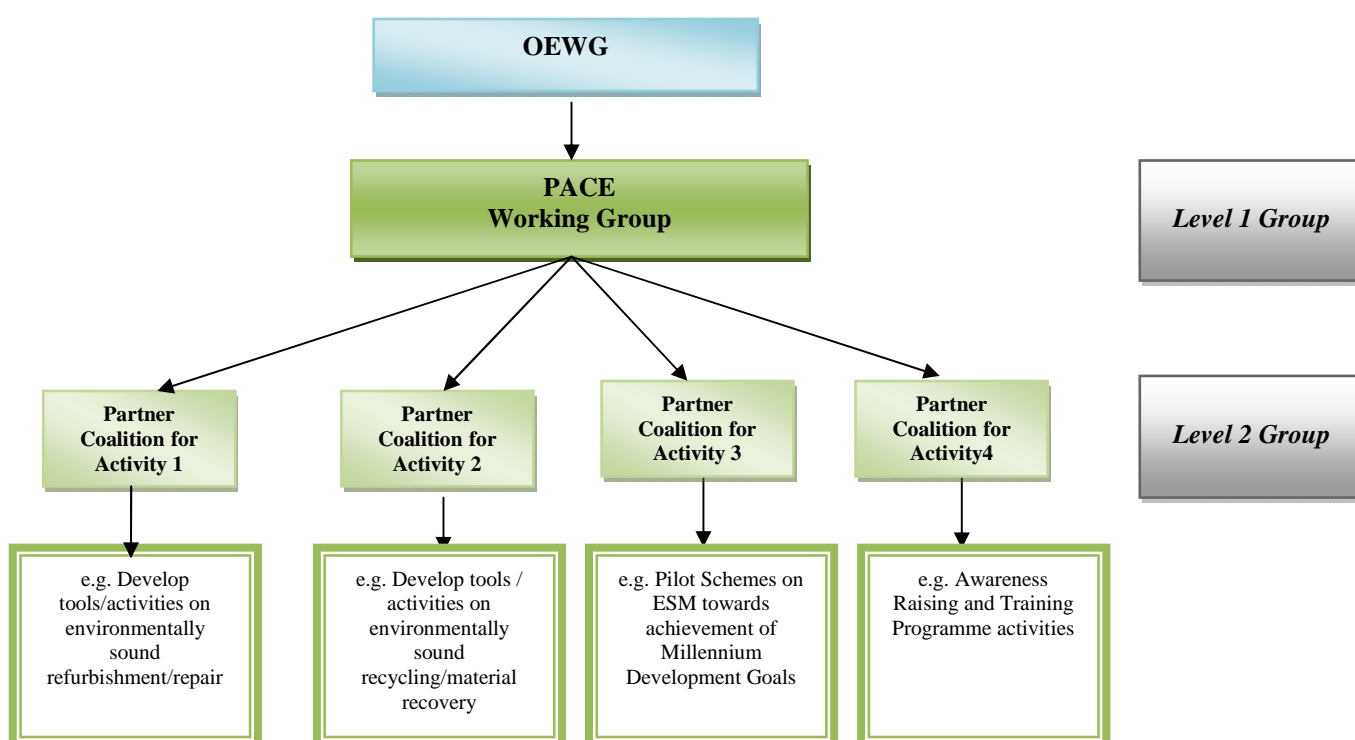 OEWG
PACE
Working Group
Level 1 Group
Partner
Coalition for
Activity 1
Partner
Coalition for
Activity 2
Partner
Coalition for
Activity 3
Partner
Coalition for
Activity4
Level 2 Group
e.g. Develop
tools/activities on
environmentally
sound
refurbishment/repair
e.g. Develop tools /
activities on
environmentally
sound
recycling/material
recovery
e.g. Pilot Schemes on
ESM towards
achievement of
Millennium
Development Goals
e.g. Awareness
Raising and Training
Programme activities